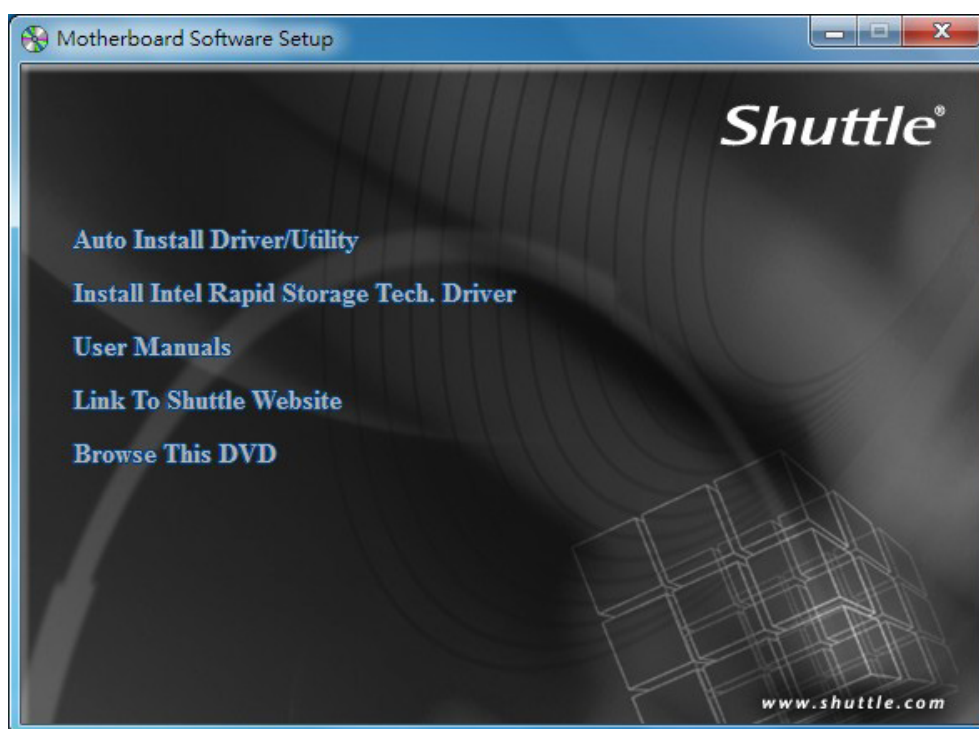 Motherboard Software Setup
Shuttle®
Auto Install Driver/Utility
Install Intel Rapid Storage Tech. Driver
User Manuals
Link To Shuttle Website
Browse This DVD
www.shuttle.com